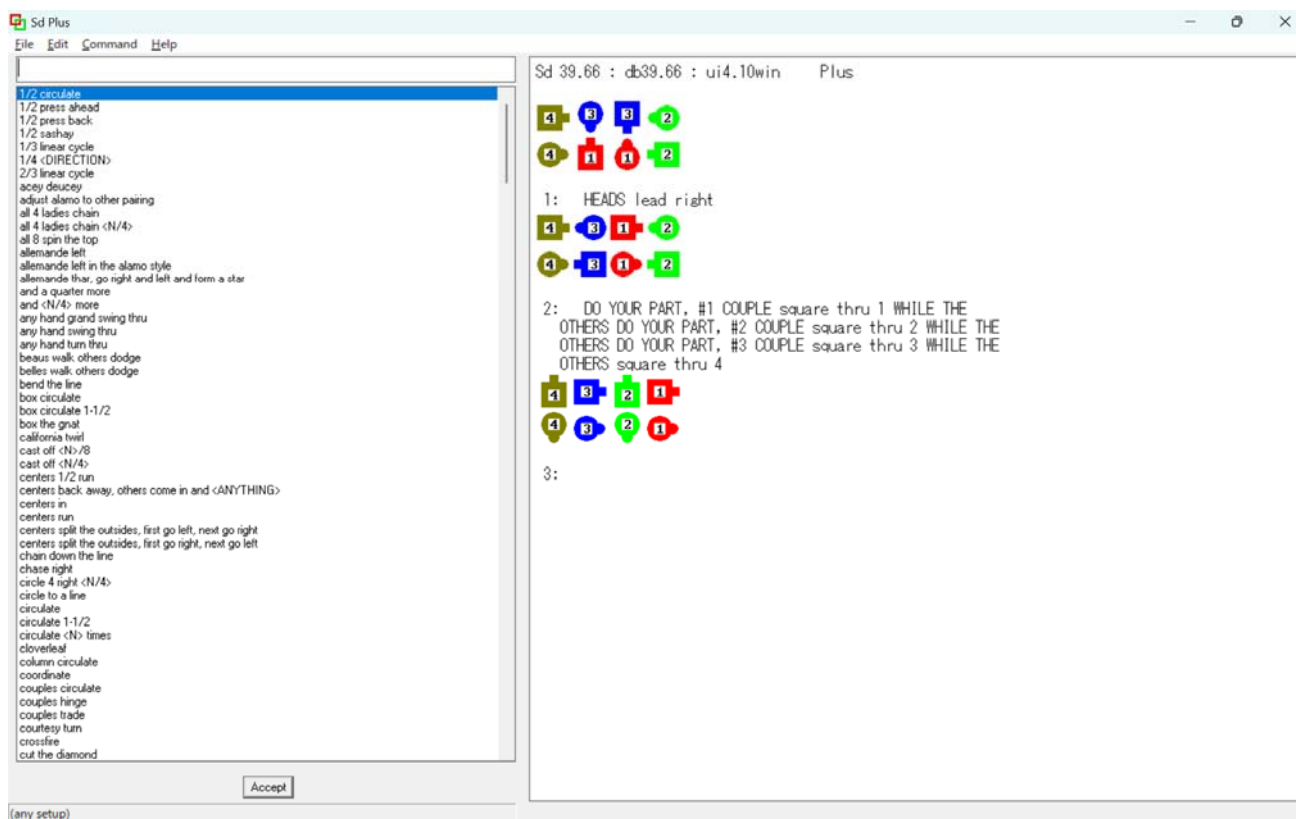 Sd Plus
File Edit Command Help
1/2 circulate
1/2 press ahead
1/2 press back
1/2 sashay
1/3 linear cycle
1/4 <DIRECTION>
2/3 linear cycle
acey deucey
adjust alamo to other pairing
all 4 ladies chain
all 4 ladies chain <N/4>
all 8 spin the top
allemande left
allemande left in the alamo style
allemande thar, go right and left and form a star
and a quarter more
and <N/4> more
any hand grand swing thru
any hand swing thru
any hand turn thru
beaus walk others dodge
belles walk others dodge
bend the line
box circulate
box circulate 1-1/2
box the gnat
california twirl
cast off <N>/8
cast off <N/4>
centers 1/2 run
centers back away, others come in and <ANYTHING>
centers in
centers run
centers split the outsides, first go left, next go right
centers split the outsides, first go right, next go left
chain down the line
chase right
circle 4 right <N/4>
circle to a line
circulate
circulate 1-1/2
circulate <N> times
cloverleaf
column circulate
coordinate
couples circulate
couples hinge
couples trade
courtesy turn
crossfire
cut the diamond
Accept
(any setup)
Sd 39.66 : db39.66 : ui4.10win Plus
4 3 3 2
4 1 1 2
1: HEADS lead right
4 3 1 2
4 3 1 2
2: DO YOUR PART, #1 COUPLE square thru 1 WHILE THE
OTHERS DO YOUR PART, #2 COUPLE square thru 2 WHILE THE
OTHERS DO YOUR PART, #3 COUPLE square thru 3 WHILE THE
OTHERS square thru 4
4 3 2 1
4 3 2 1
3: